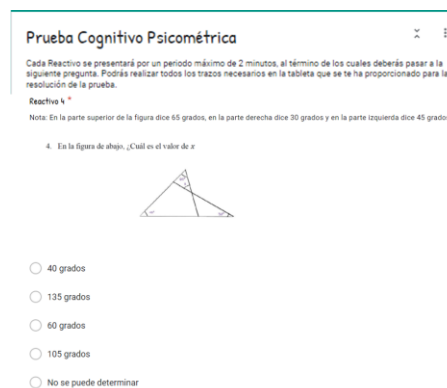 Prueba Cognitivo Psicométrica
Cada Reactivo se presentará por un periodo máximo de 2 minutos, al término de los cuales deberás pasar a la
siguiente pregunta. Podrás realizar todos los trazos necesarios en la tableta que se te ha proporcionado para la
resolución de la prueba.
Reactivo 4 *
Nota: En la parte superior de la figura dice 65 grados, en la parte derecha dice 30 grados y en la parte izquierda dice 45 grado
4. En la figura de abajo, ¿Cuál es el valor de x
40 grados
135 grados
60 grados
105 grados
No se puede determinar